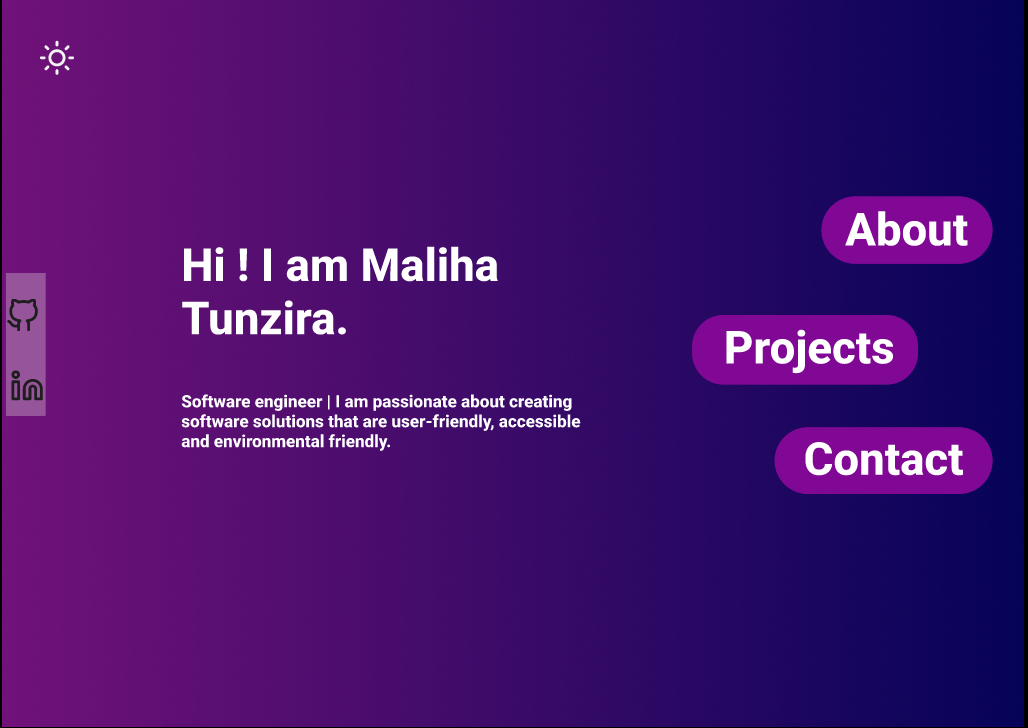 Hi ! I am Maliha
Tunzira.
Software engineer | I am passionate about creating
software solutions that are user-friendly, accessible
and environmental friendly.
About
Projects
Contact
in